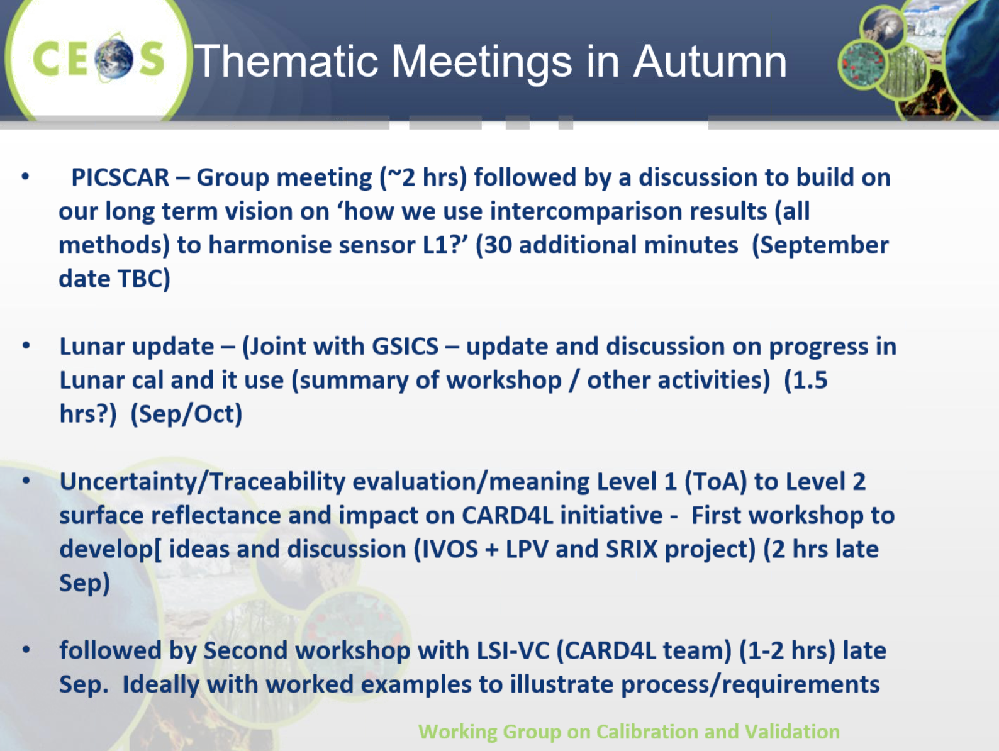 CEOS
Thematic Meetings in Autumn
• PICSCAR – Group meeting (~2 hrs) followed by a discussion to build on
our long term vision on ‘how we use intercomparison results (all
methods) to harmonise sensor L1?’ (30 additional minutes  (September
date TBC)
• Lunar update – (Joint with GSICS – update and discussion on progress in
Lunar cal and it use (summary of workshop / other activities)  (1.5
hrs?)  (Sep/Oct)
• Uncertainty/Traceability evaluation/meaning Level 1 (ToA) to Level 2
surface reflectance and impact on CARD4L initiative -  First workshop to
develop[ ideas and discussion (IVOS + LPV and SRIX project) (2 hrs late
Sep)
• followed by Second workshop with LSI-VC (CARD4L team) (1-2 hrs) late
Sep.  Ideally with worked examples to illustrate process/requirements
Working Group on Calibration and Validation